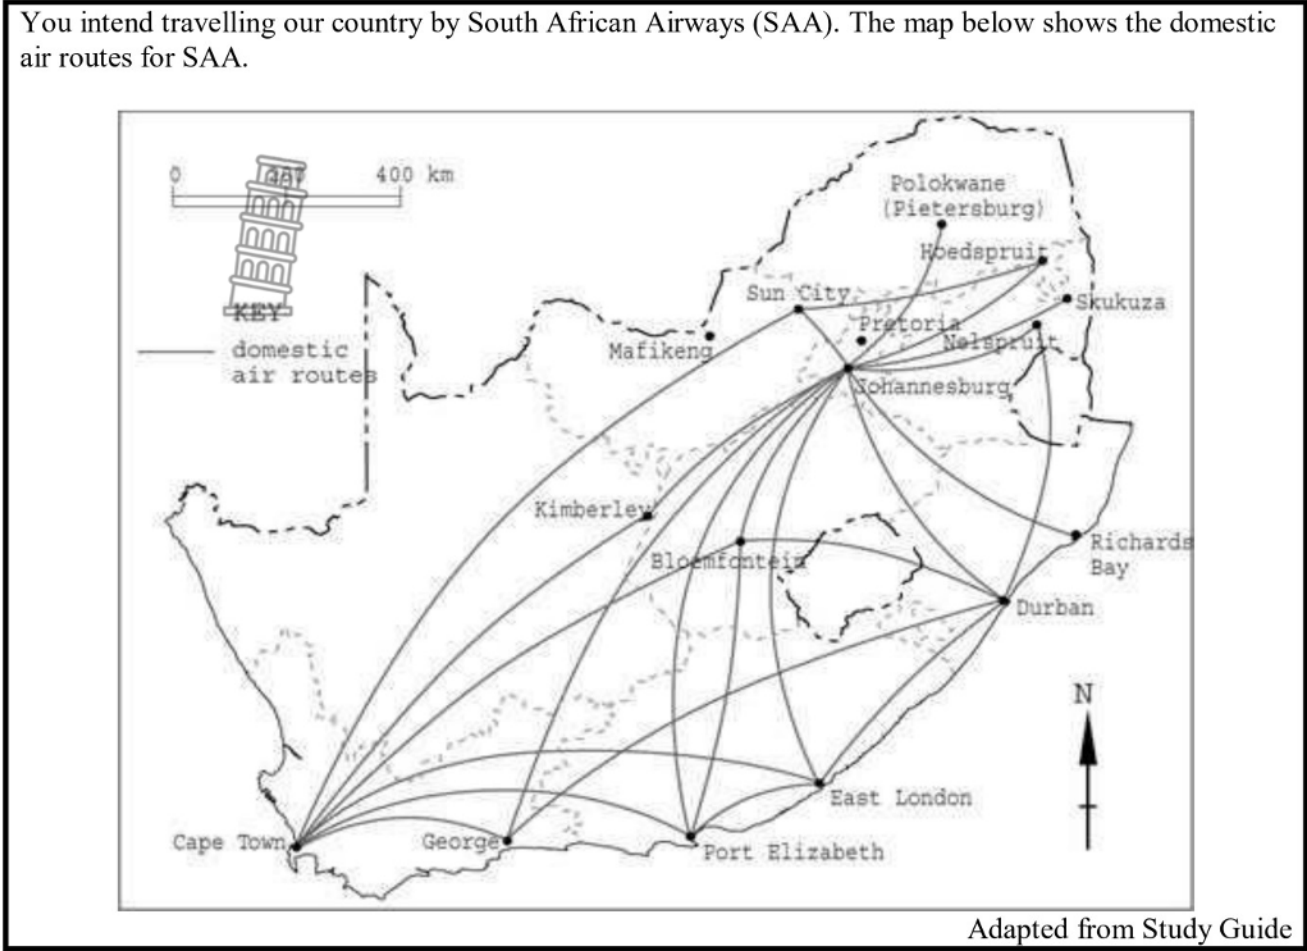 You intend travelling our country by South African Airways (SAA). The map below shows the domestic
air routes for SAA.
0
400 km
KEY
domestic
air routes
Polokwane
(Pietersburg)
Hoedspruit
Sun City
Skukuza
Pretoria
Nelspruit
Mafikeng
Johannesburg
Kimberley
Bloemfontein
Richards
Bay
Durban
N
East London
Cape Town
George
Port Elizabeth
Adapted from Study Guide